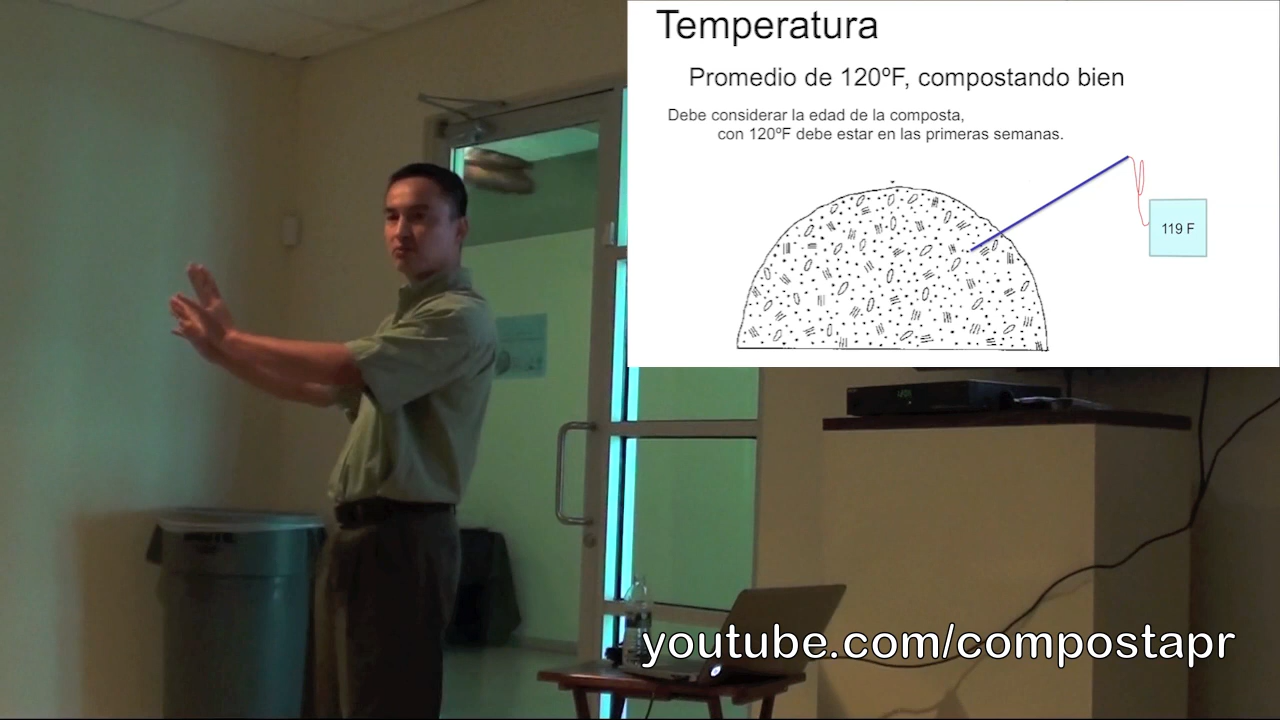 Temperatura
Promedio de 120ºF, compostando bien
Debe considerar la edad de la composta,
con 120ºF debe estar en las primeras semanas.
119 F
youtube.com/compostapr